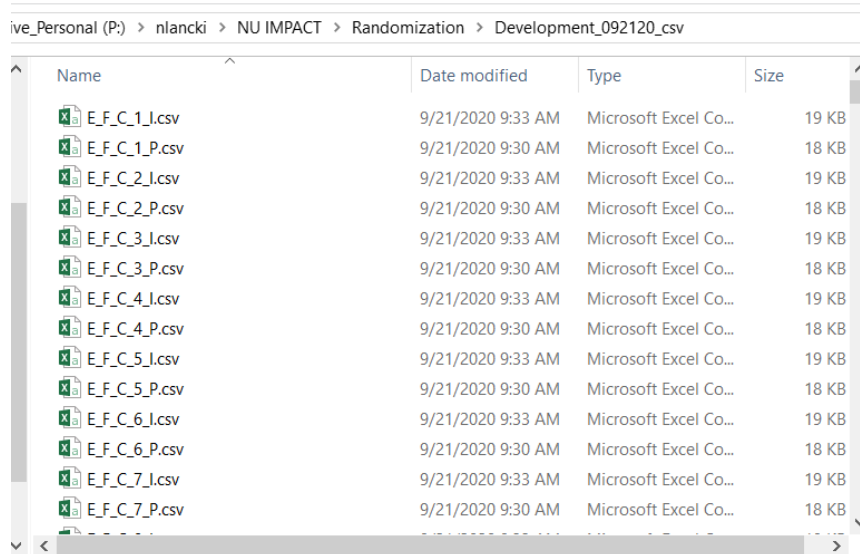 ive_Personal (P:) > nlancki > NU IMPACT > Randomization > Development_092120_csv
Name Date modified Type Size
E_F_C_1_I.csv 9/21/2020 9:33 AM Microsoft Excel Co... 19 KB
E_F_C_1_P.csv 9/21/2020 9:30 AM Microsoft Excel Co... 18 KB
E_F_C_2_I.csv 9/21/2020 9:33 AM Microsoft Excel Co... 19 KB
E_F_C_2_P.csv 9/21/2020 9:30 AM Microsoft Excel Co... 18 KB
E_F_C_3_I.csv 9/21/2020 9:33 AM Microsoft Excel Co... 19 KB
E_F_C_3_P.csv 9/21/2020 9:30 AM Microsoft Excel Co... 18 KB
E_F_C_4_I.csv 9/21/2020 9:33 AM Microsoft Excel Co... 19 KB
E_F_C_4_P.csv 9/21/2020 9:30 AM Microsoft Excel Co... 18 KB
E_F_C_5_I.csv 9/21/2020 9:33 AM Microsoft Excel Co... 19 KB
E_F_C_5_P.csv 9/21/2020 9:30 AM Microsoft Excel Co... 18 KB
E_F_C_6_I.csv 9/21/2020 9:33 AM Microsoft Excel Co... 19 KB
E_F_C_6_P.csv 9/21/2020 9:30 AM Microsoft Excel Co... 18 KB
E_F_C_7_I.csv 9/21/2020 9:33 AM Microsoft Excel Co... 19 KB
E_F_C_7_P.csv 9/21/2020 9:30 AM Microsoft Excel Co... 18 KB